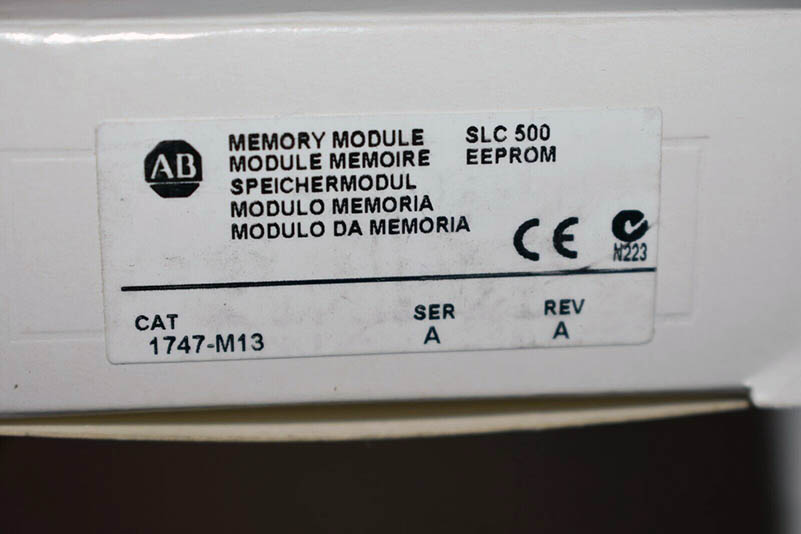 AB
MEMORY MODULE SLC 500
MODULE MEMOIRE EEPROM
SPEICHERMODUL
MODULO MEMORIA
MODULO DA MEMORIA
CE
N223
CAT SER REV
1747-M13 A A